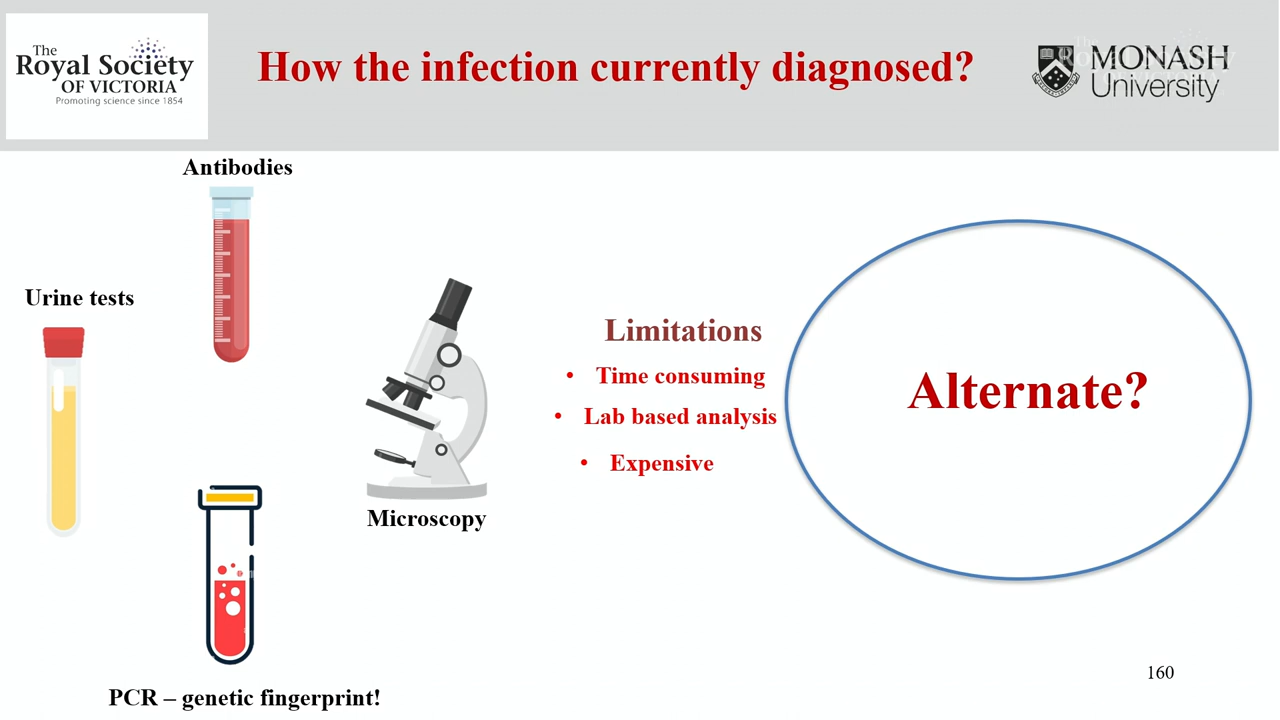 The
Royal Society
OF VICTORIA
Promoting science since 1854
How the infection currently diagnosed?
MONASH
University
Antibodies
Urine tests
Microscopy
PCR – genetic fingerprint!
Limitations
• Time consuming
• Lab based analysis
• Expensive
Alternate?
160